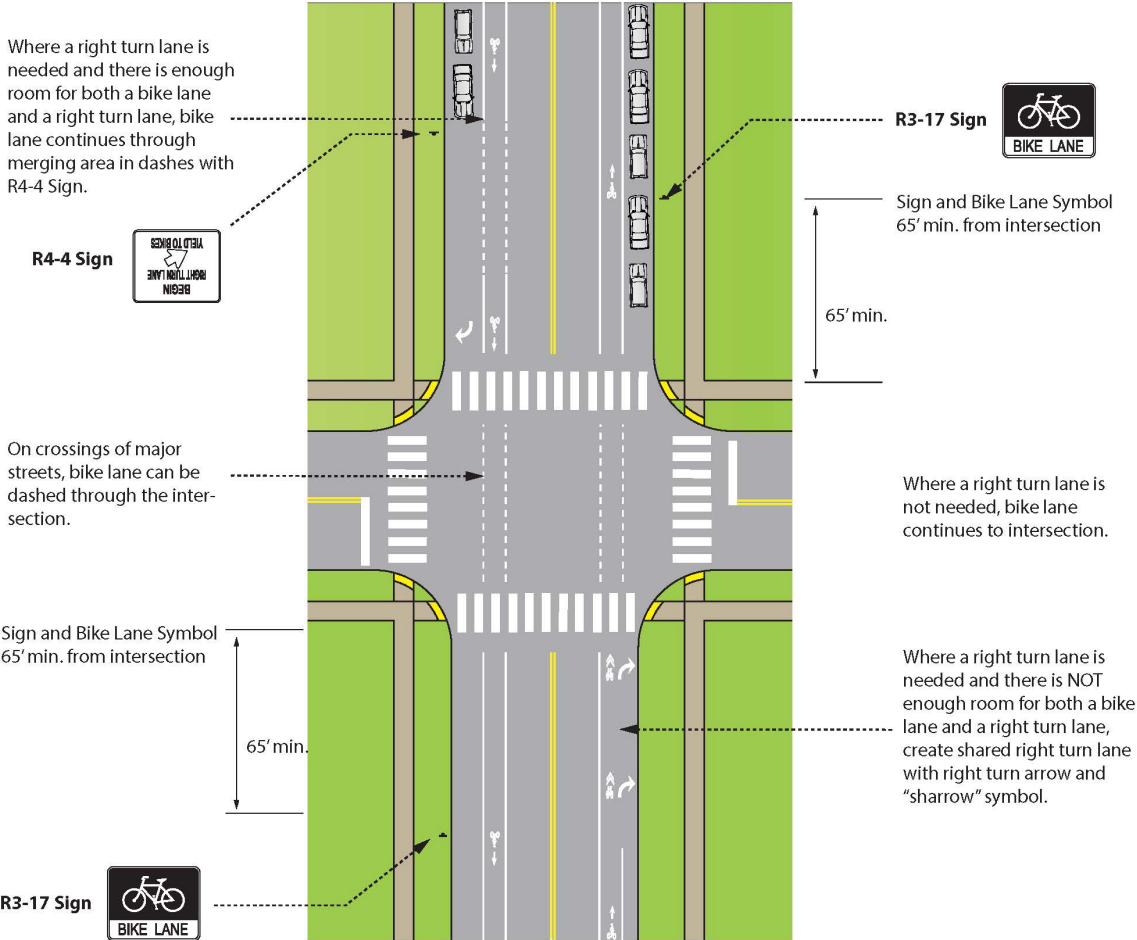 Where a right turn lane is
needed and there is enough
room for both a bike lane
and a right turn lane, bike
lane continues through
merging area in dashes with
R4-4 Sign.
R4-4 Sign
BEGIN
RIGHT TURN LANE
YIELD TO BIKES
R3-17 Sign
BIKE LANE
Sign and Bike Lane Symbol
65' min. from intersection
65' min.
On crossings of major
streets, bike lane can be
dashed through the inter-
section.
Where a right turn lane is
not needed, bike lane
continues to intersection.
Sign and Bike Lane Symbol
65' min. from intersection
65' min.
Where a right turn lane is
needed and there is NOT
enough room for both a bike
lane and a right turn lane,
create shared right turn lane
with right turn arrow and
“sharrow” symbol.
R3-17 Sign
BIKE LANE